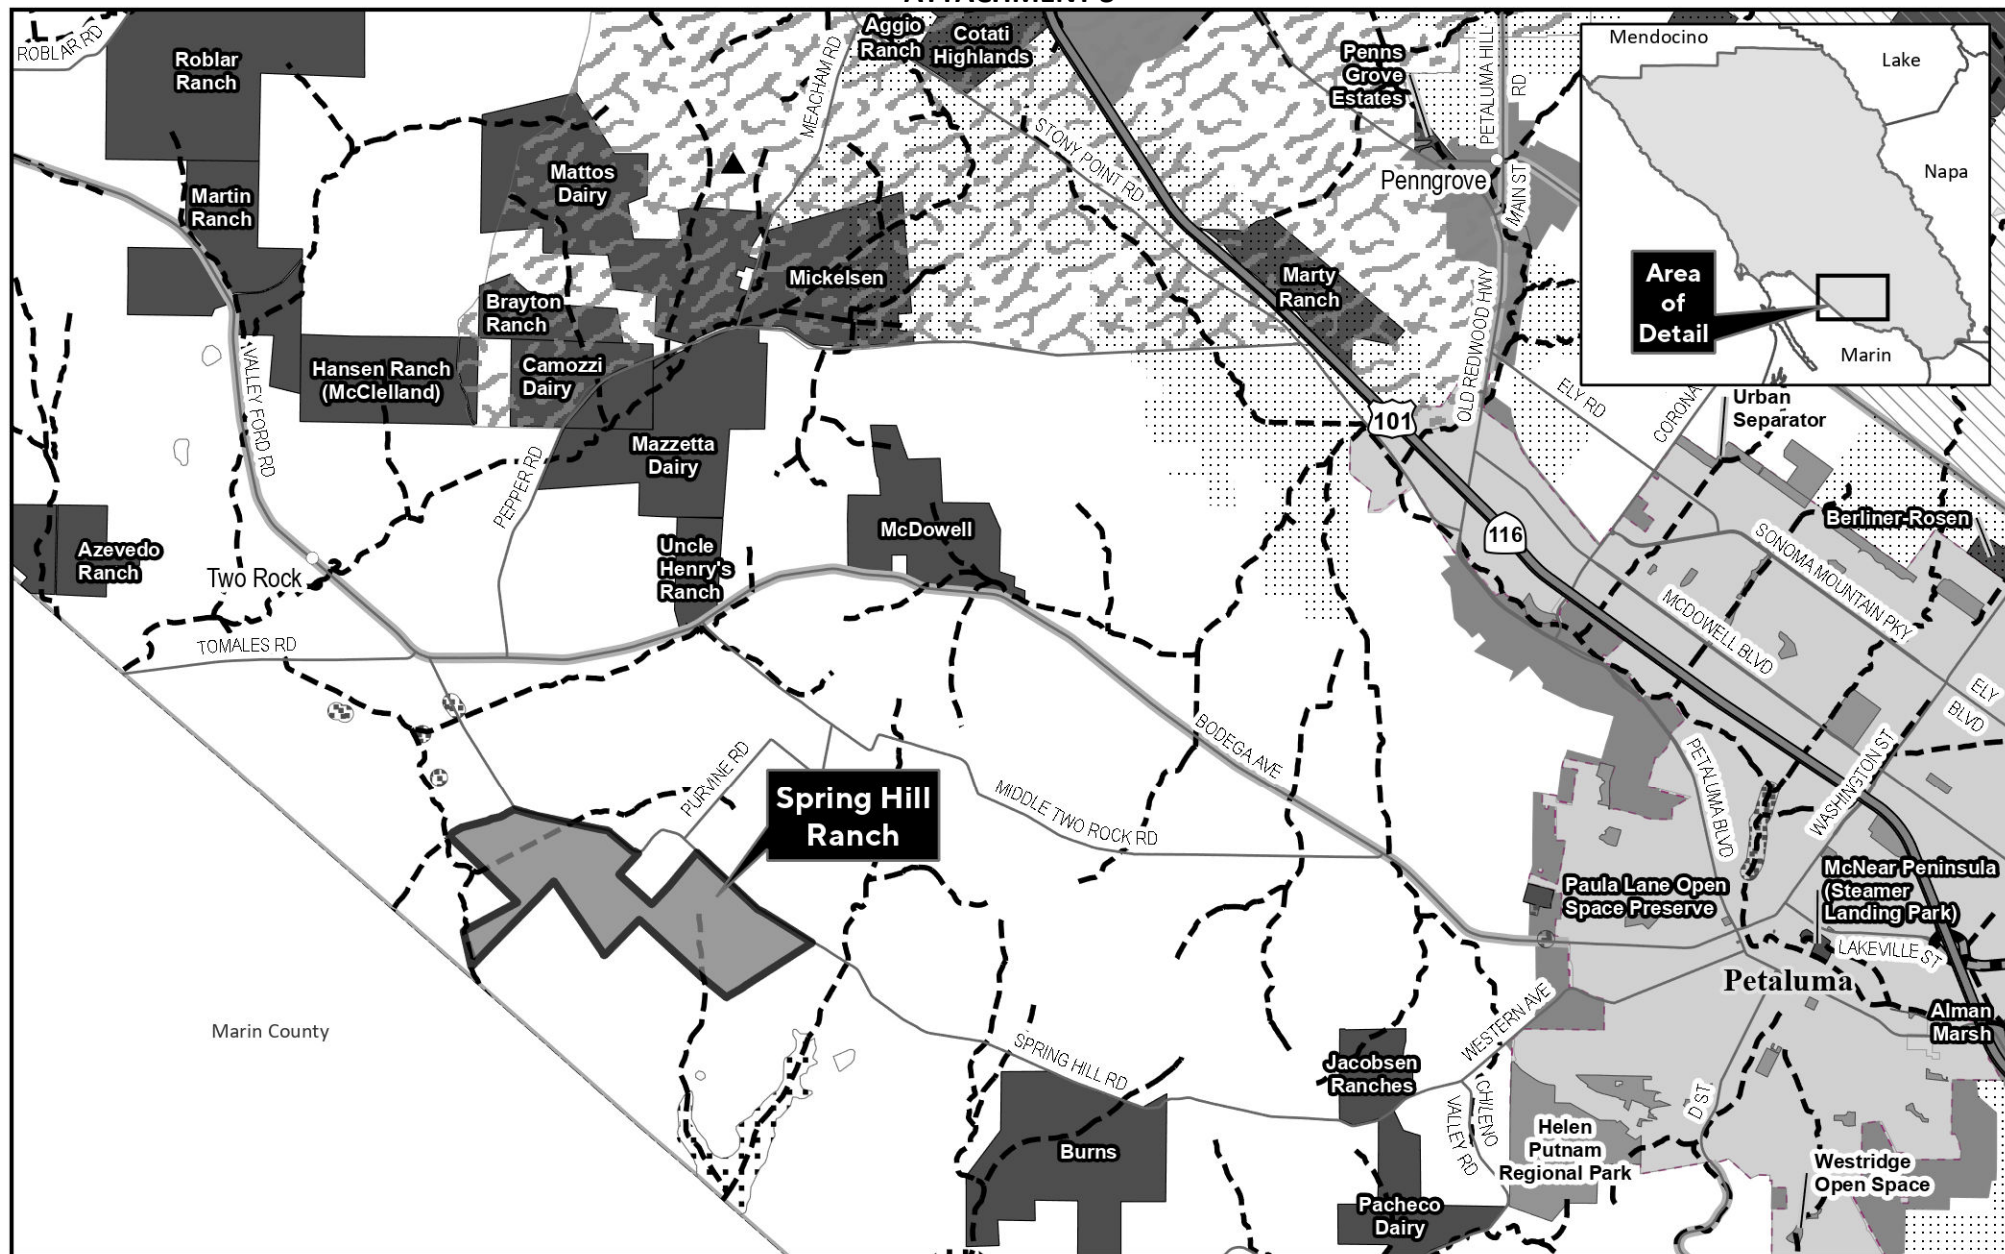 ATTACHMENT 3
ROBLAR RD
Roblar
Ranch
MEACHAM RD
Aggio
Ranch
Cotati
Highlands
Penns
Grove
Estates
PETALUMA HILL
RD
Mendocino
Lake
Napa
Marin
Area
of
Detail
Martin
Ranch
Mattos
Dairy
STONY POINT RD
Penngrove
MAIN ST
Mickelsen
Marty
Ranch
OLD REDWOOD HWY
Brayton
Ranch
Hansen Ranch
(McClelland)
Camozzi
Dairy
VALLEY FORD RD
101
ELY RD
CORONA
Urban
Separator
PEPPER RD
Mazzetta
Dairy
Azevedo
Ranch
Two Rock
Uncle
Henry's
Ranch
McDowell
116
Berliner-Rosen
SONOMA MOUNTAIN PKY
MCDOWELL BLVD
TOMALES RD
ELY
BLVD
BODEGA AVE
PURVINE RD
Spring Hill
Ranch
MIDDLE TWO ROCK RD
PETALUMA BLVD
WASHINGTON ST
Paula Lane Open
Space Preserve
McNear Peninsula
(Steamer
Landing Park)
LAKEVILLE ST
Petaluma
Alman
Marsh
Marin County
SPRING HILL RD
WESTERN AVE
Jacobsen
Ranches
CHILENO
VALLEY RD
D ST
Burns
Helen
Putnam
Regional Park
Westridge
Open Space
Pacheco
Dairy